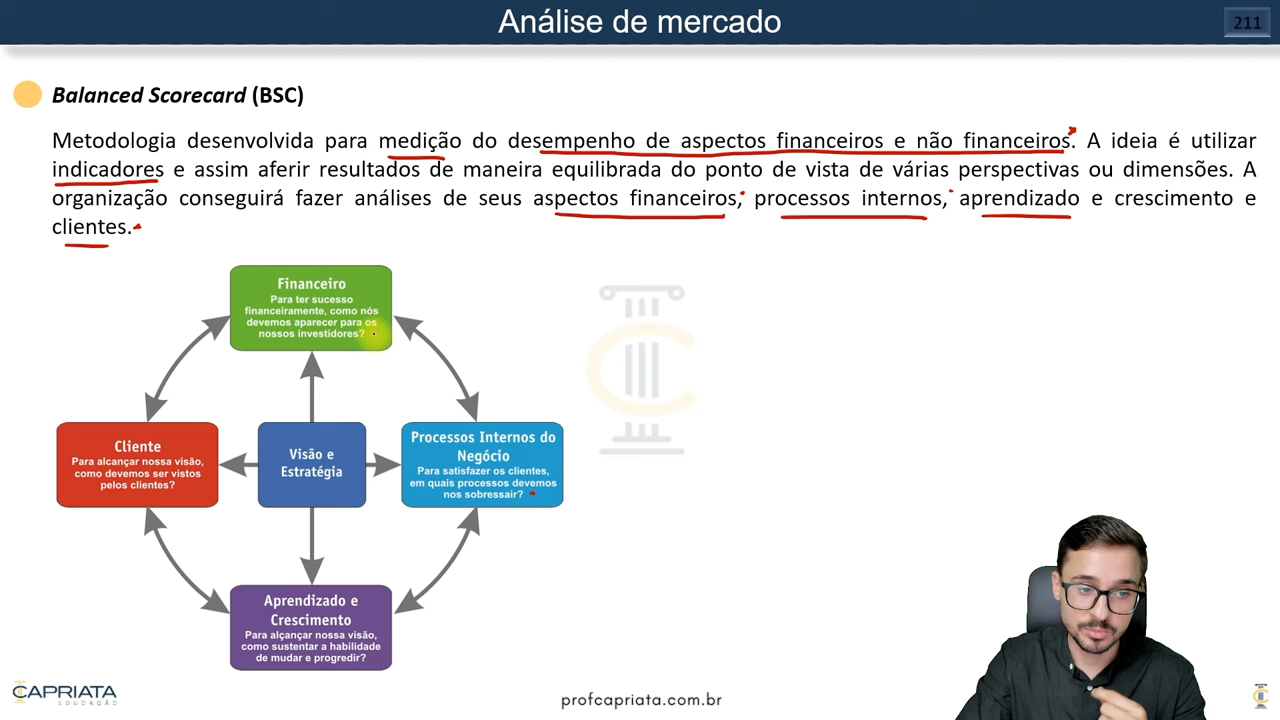 Análise de mercado
211
Balanced Scorecard (BSC)
Metodologia desenvolvida para medição do desempenho de aspectos financeiros e não financeiros. A ideia é utilizar
indicadores e assim aferir resultados de maneira equilibrada do ponto de vista de várias perspectivas ou dimensões. A
organização conseguirá fazer análises de seus aspectos financeiros, processos internos, aprendizado e crescimento e
clientes.
Financeiro
Para ter sucesso
financeiramente, como nós
devemos aparecer para os
nossos investidores?
Cliente
Para alcançar nossa visão,
como devemos ser vistos
pelos clientes?
Visão e
Estratégia
Processos Internos do
Negócio
Para satisfazer os clientes,
em quais processos devemos
nos sobressair?
Aprendizado e
Crescimento
Para alçançar nossa visão,
como sustentar a habilidade
de mudar e progredir?
CAPRIATA
EDUCAÇÃO
profcapriata.com.br